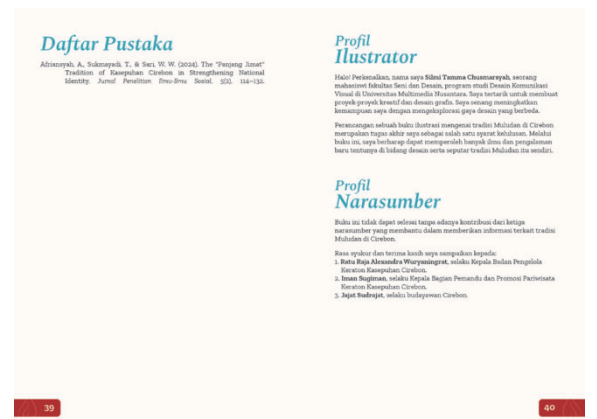 Daftar Pustaka
Afriansyah, A., Sukmayadi, T., & Sari, W. W. (2024). The "Panjang Jimat"
Tradition of Kasepuhan Cirebon in Strengthening National
Identity. Jurnal Penelitian Ilmu-Ilmu Sosial, 5(2), 114–132.
39
Profil
Ilustrator
Halo! Perkenalkan, nama saya Silmi Tamma Chusmarsyah, seorang
mahasiswi fakultas Seni dan Desain, program studi Desain Komunikasi
Visual di Universitas Multimedia Nusantara. Saya tertarik untuk membuat
proyek-proyek kreatif dan desain grafis. Saya senang meningkatkan
kemampuan saya dengan mengeksplorasi gaya desain yang berbeda.
Perancangan sebuah buku ilustrasi mengenai tradisi Muludan di Cirebon
merupakan tugas akhir saya sebagai salah satu syarat kelulusan. Melalui
buku ini, saya berharap dapat memperoleh banyak ilmu dan pengalaman
baru tentunya di bidang desain serta seputar tradisi Muludan itu sendiri.
Profil
Narasumber
Buku ini tidak dapat selesai tanpa adanya kontribusi dari ketiga
narasumber yang membantu dalam memberikan informasi terkait tradisi
Muludan di Cirebon.
Rasa syukur dan terima kasih saya sampaikan kepada:
1. Ratu Raja Alexandra Wuryaningrat, selaku Kepala Badan Pengelola
Keraton Kasepuhan Cirebon.
2. Iman Sugiman, selaku Kepala Bagian Pemandu dan Promosi Pariwisata
Keraton Kasepuhan Cirebon.
3. Jajat Sudrajat, selaku budayawan Cirebon.
40